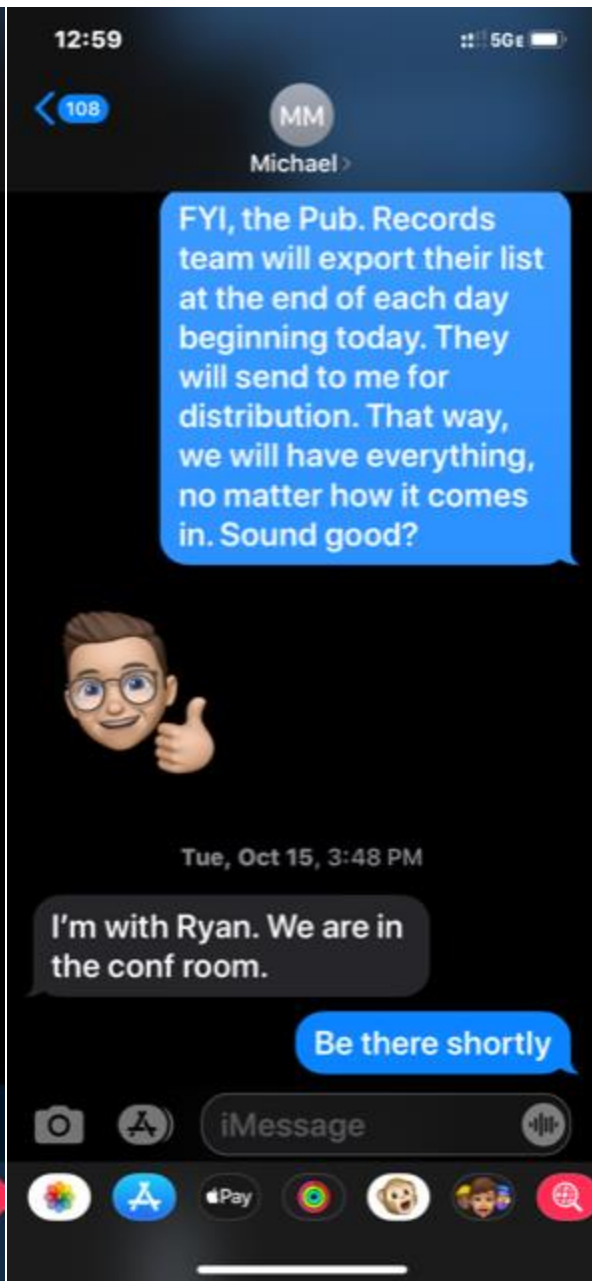 12:59
5GE
108
MM
Michael
FYI, the Pub. Records
team will export their list
at the end of each day
beginning today. They
will send to me for
distribution. That way,
we will have everything,
no matter how it comes
in. Sound good?
Tue, Oct 15, 3:48 PM
I'm with Ryan. We are in
the conf room.
Be there shortly
iMessage
Pay